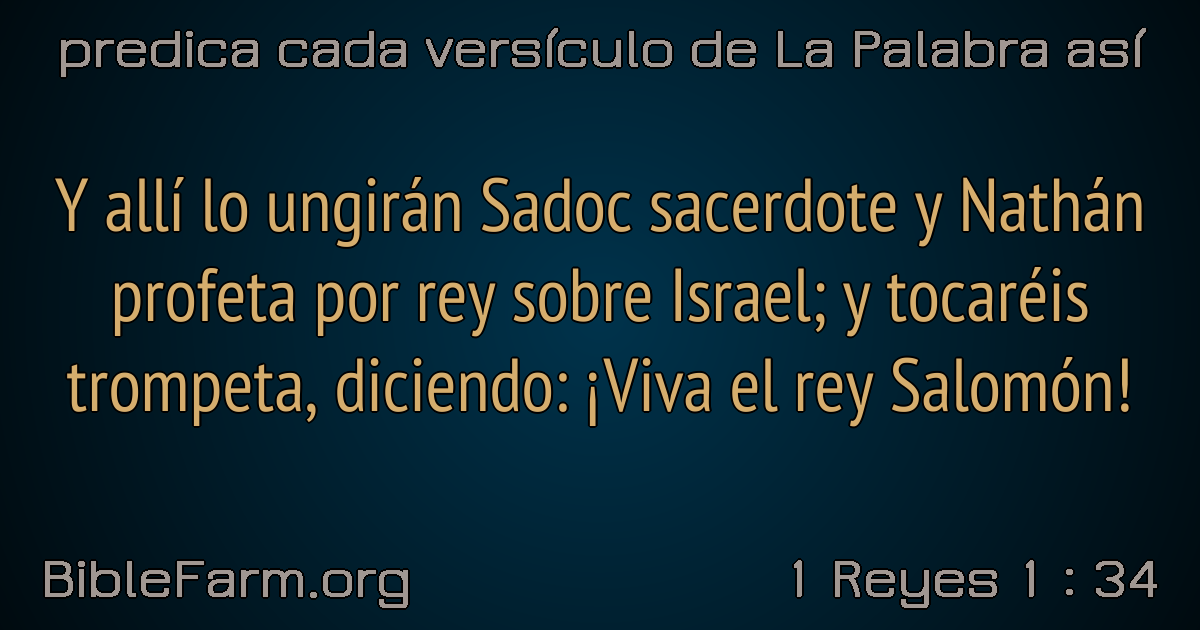 predica cada versículo de La Palabra así
Y allí lo ungirán Sadoc sacerdote y Nathán
profeta por rey sobre Israel; y tocaréis
trompeta, diciendo: ¡Viva el rey Salomón!
BibleFarm.org
1 Reyes 1 : 34